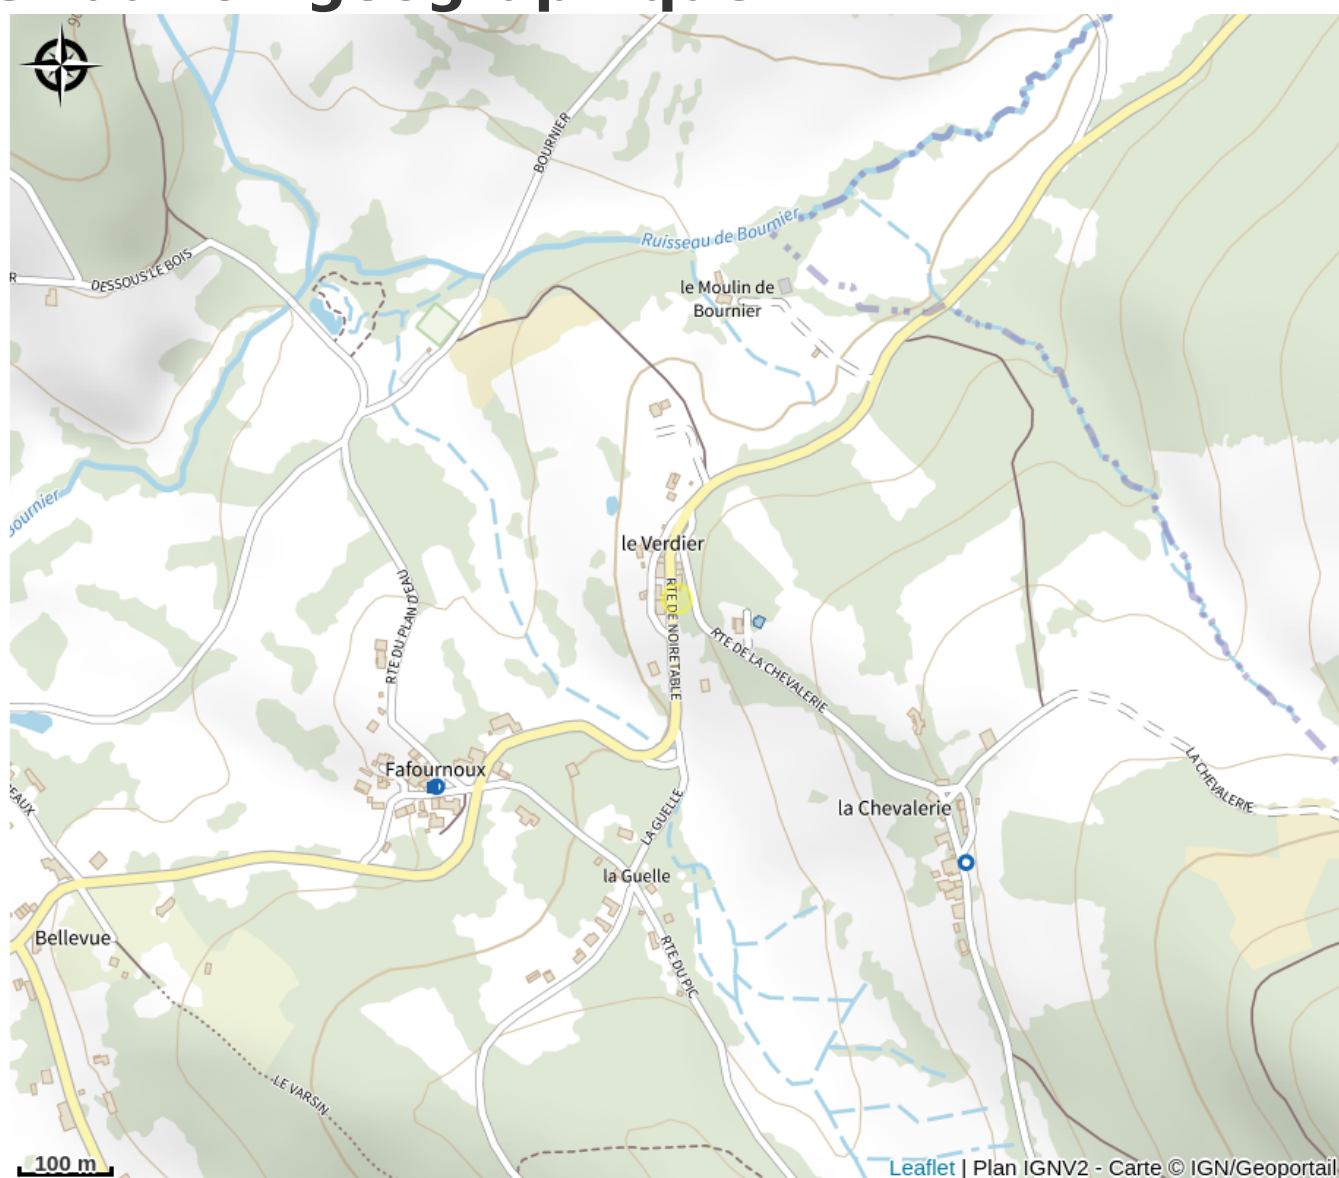 BOURNIER
Ruisseau de Bournier
DESSOUS LE BOIS
R
le Moulin de
Bournier
Bournier
le Verdier
RTE DU PLAN D'EAU
RTE DE NOIRETABLE
RTE DE LA CHEVALERIE
Fafournoux
LA CHEVALERIE
la Chevalerie
EAUX
LA GUELLE
la Guelle
Bellevue
RTE DU PIC
LE VARSIN
100 m
Leaflet | Plan IGNV2 - Carte © IGN/Geoportail